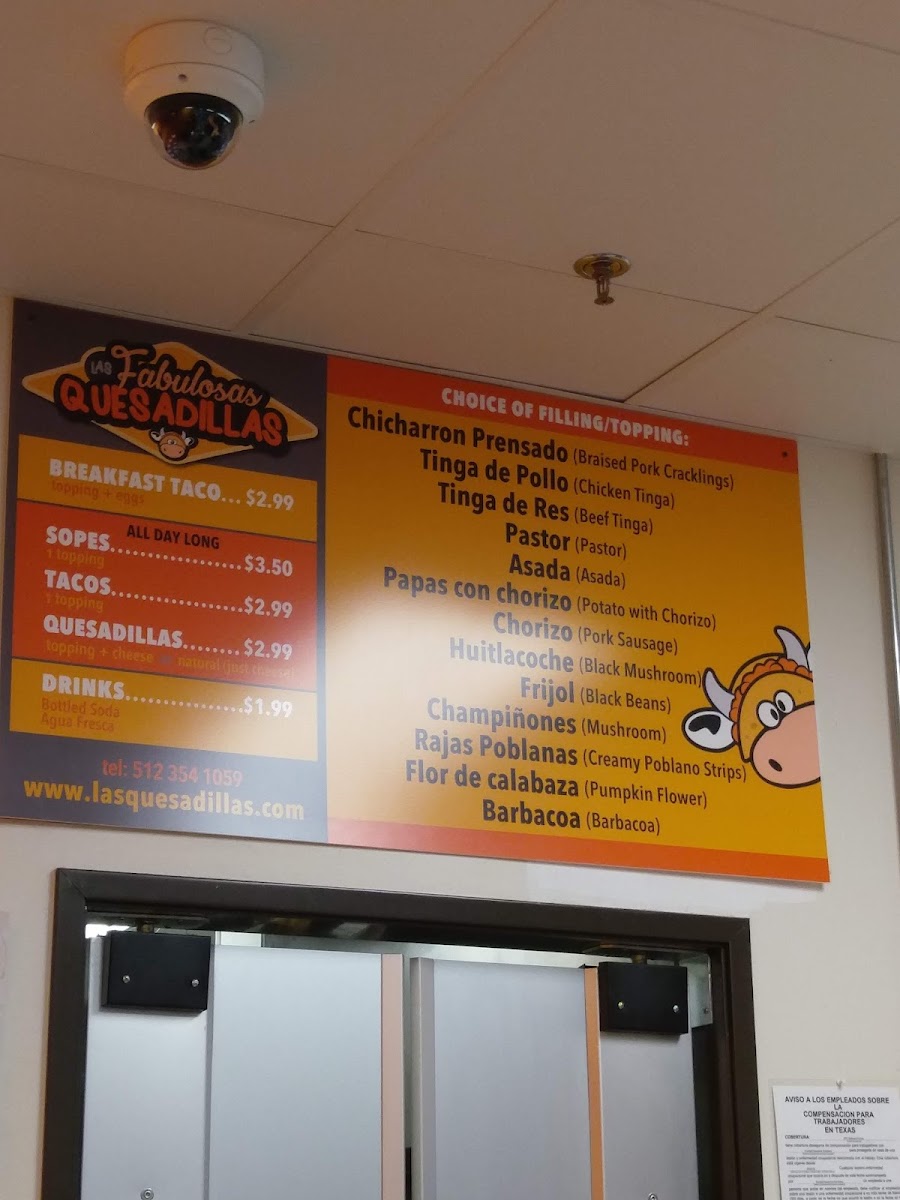 LAS Fabulosas
QUESADILLAS
BREAKFAST TACO... $2.99
topping + eggs
ALL DAY LONG
SOPES......................$3.50
1 topping
TACOS......................$2.99
1 topping
QUESADILLAS........$2.99
topping + cheese natural (just cheese)
DRINKS...................$1.99
Bottled Soda
Agua Fresca
tel: 512 354 1059
www.lasquesadillas.com
CHOICE OF FILLING/TOPPING:
Chicharron Prensado (Braised Pork Cracklings)
Tinga de Pollo (Chicken Tinga)
Tinga de Res (Beef Tinga)
Pastor (Pastor)
Asada (Asada)
Papas con chorizo (Potato with Chorizo)
Chorizo (Pork Sausage)
Huitlacoche (Black Mushroom)
Frijol (Black Beans)
Champiñones (Mushroom)
Rajas Poblanas (Creamy Poblano Strips)
Flor de calabaza (Pumpkin Flower)
Barbacoa (Barbacoa)
AVISO A LOS EMPLEADOS SOBRE
LA
COMPENSACION PARA
TRABAJADORES
EN TEXAS
COBERTURA